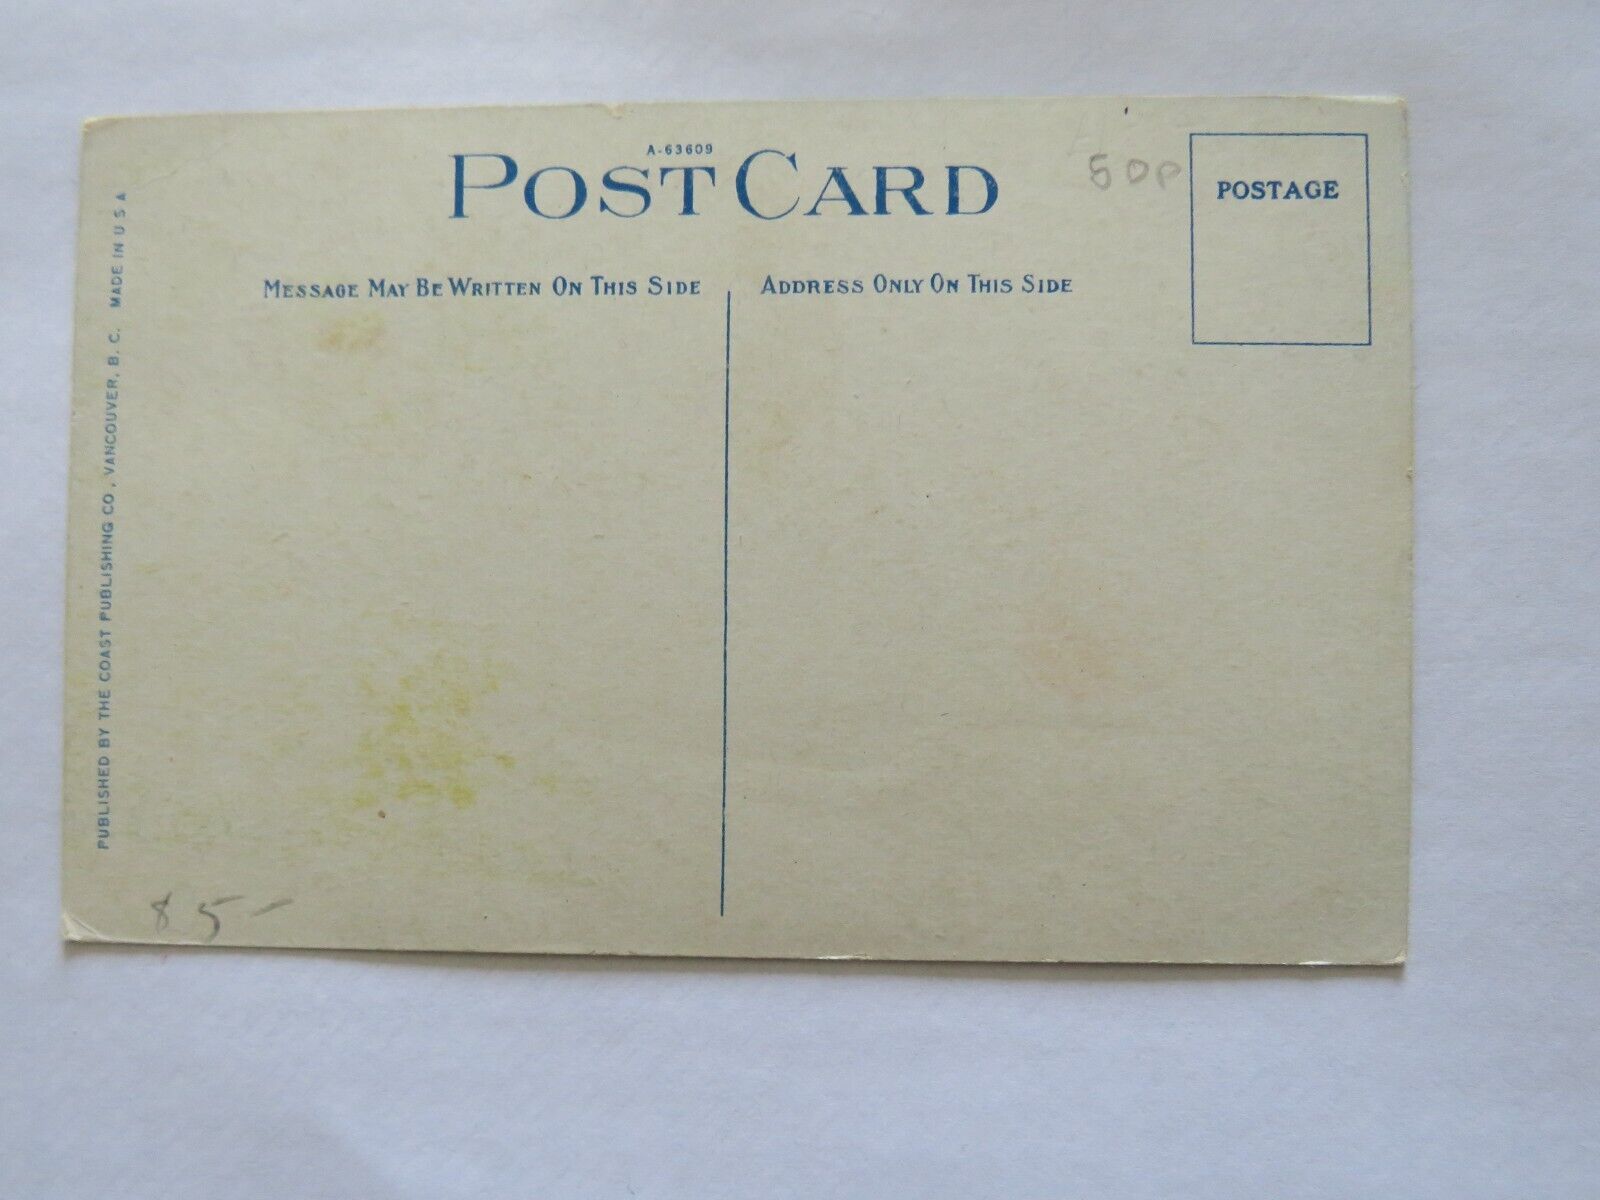 A-63609
POST CARD
50p
POSTAGE
MESSAGE MAY BE WRITTEN ON THIS SIDE
ADDRESS ONLY ON THIS SIDE
PUBLISHED BY THE COAST PUBLISHING CO., VANCOUVER, B. C. MADE IN U S A
85-